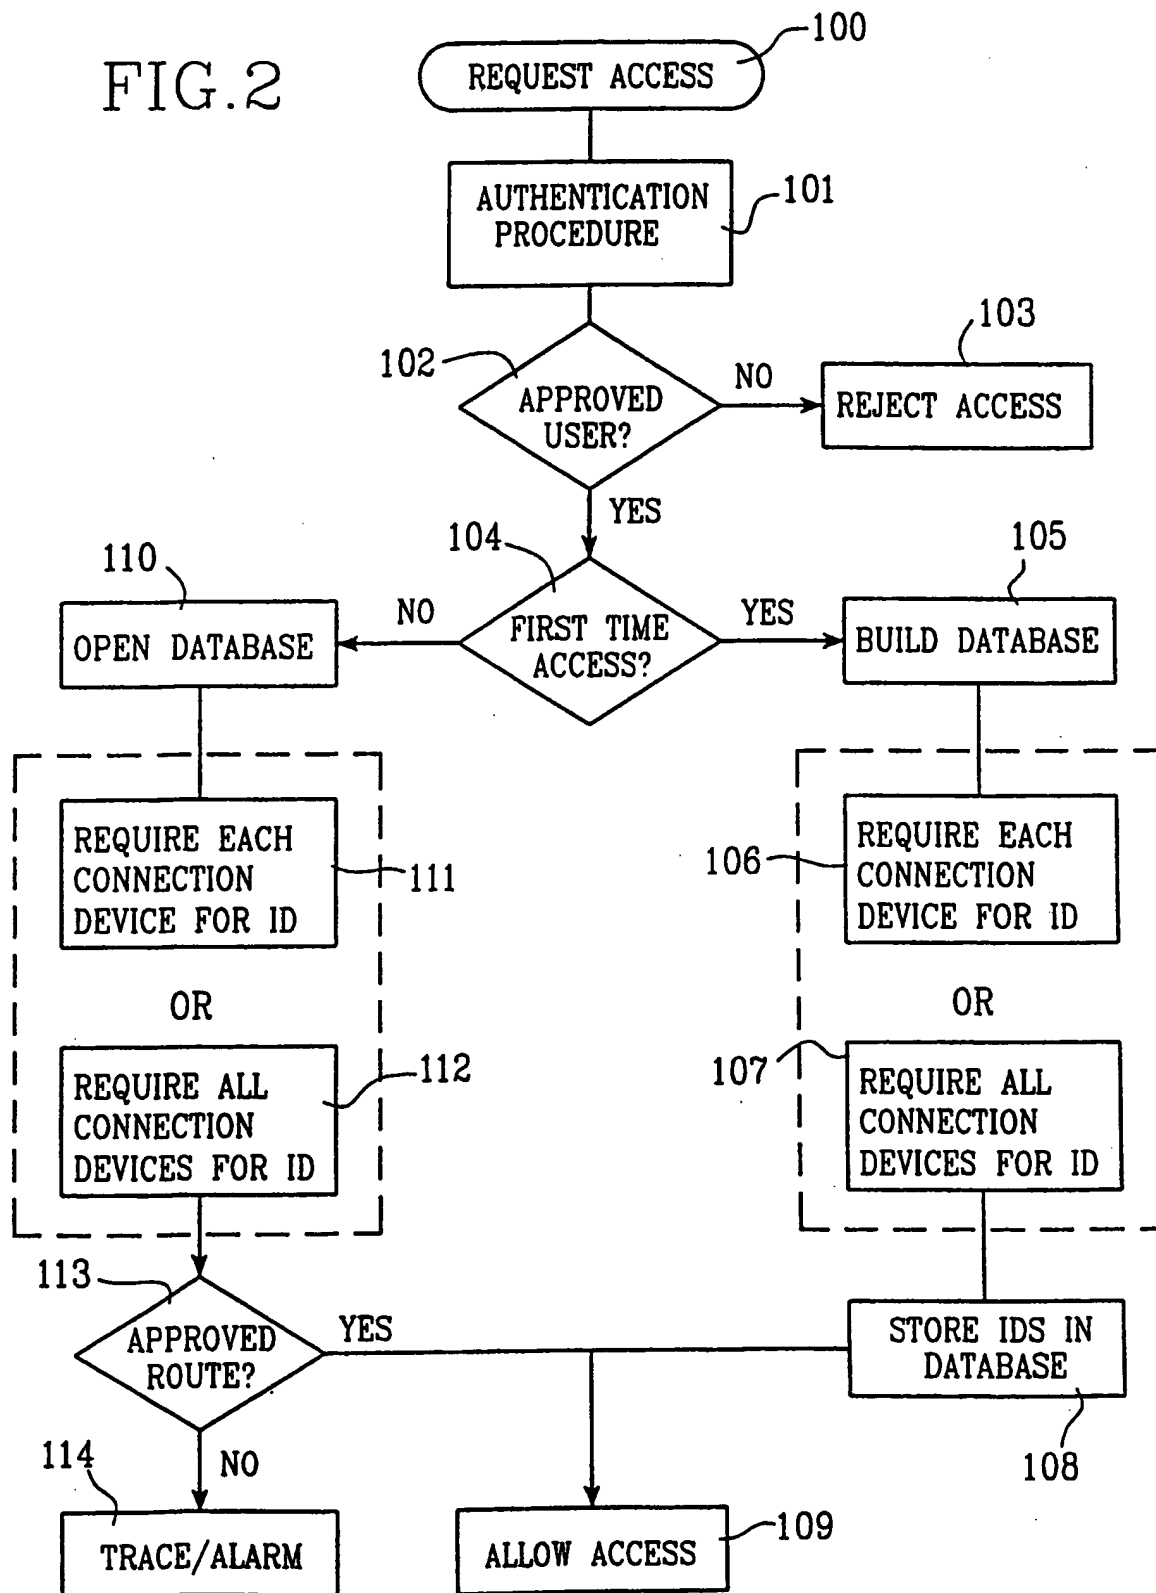 FIG.2
100
REQUEST ACCESS
101
AUTHENTICATION
PROCEDURE
102
APPROVED
USER?
NO
103
REJECT ACCESS
YES
104
FIRST TIME
ACCESS?
NO
YES
110
OPEN DATABASE
105
BUILD DATABASE
REQUIRE EACH
CONNECTION
DEVICE FOR ID
111
OR
REQUIRE ALL
CONNECTION
DEVICES FOR ID
112
106
REQUIRE EACH
CONNECTION
DEVICE FOR ID
OR
107
REQUIRE ALL
CONNECTION
DEVICES FOR ID
113
APPROVED
ROUTE?
YES
STORE IDS IN
DATABASE
108
NO
114
TRACE/ALARM
ALLOW ACCESS
109